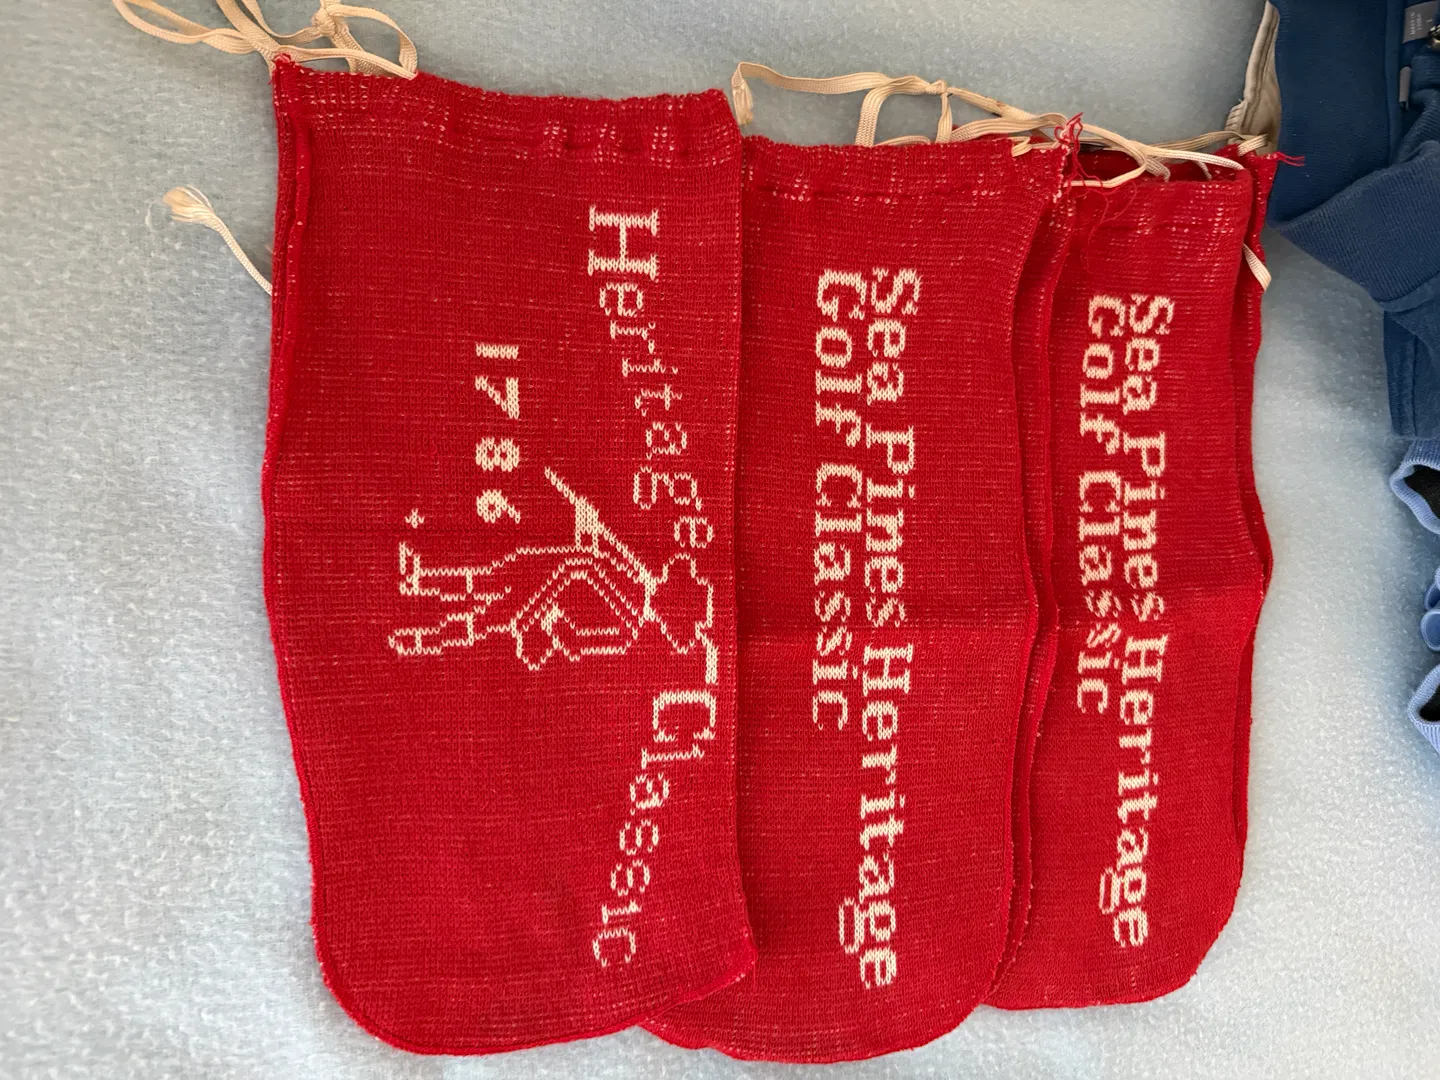 Heritage Classic
1786
Sea Pines Heritage
Golf Classic
Sea Pines Heritage
Golf Classic